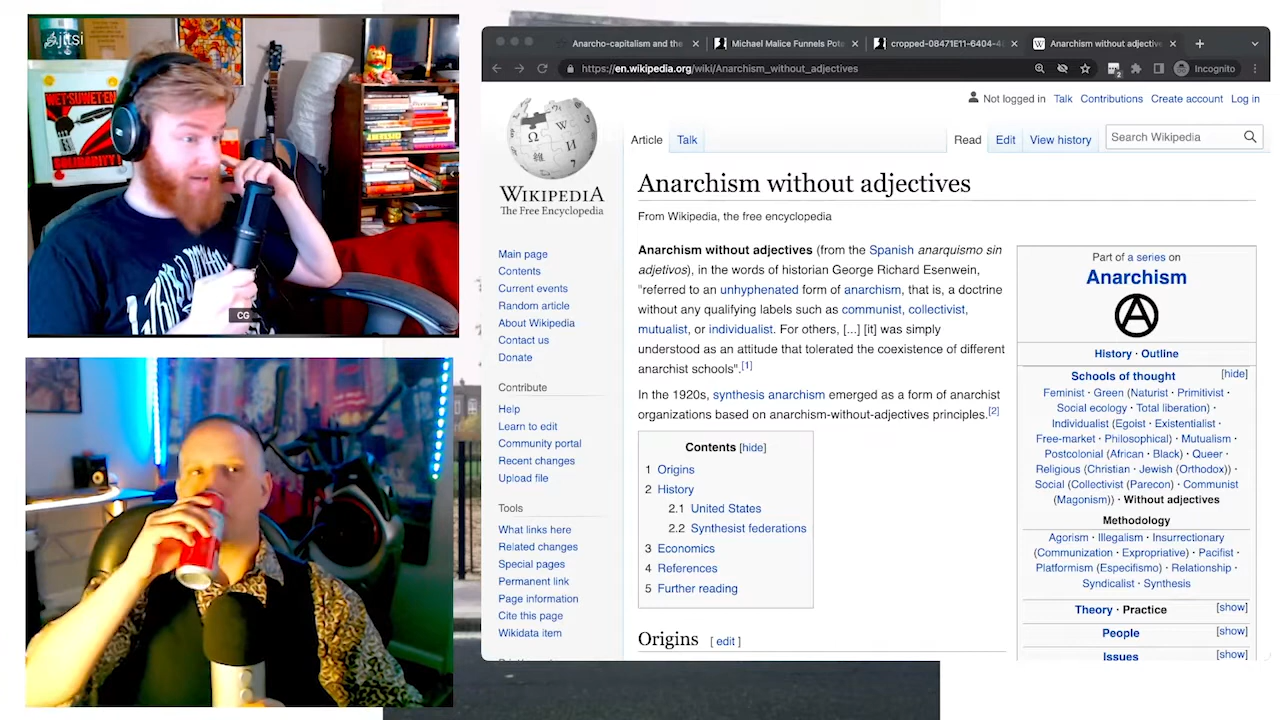 jitsi
WET'SUWET'EN
SOLIDARITY
CG
Anarcho-capitalism and the
Michael Malice Funnels Pota
cropped-08471E11-6404-4
Anarchism without adjective
https://en.wikipedia.org/wiki/Anarchism_without_adjectives
2
Incognito
Not logged in Talk Contributions Create account Log in
Article Talk
Read Edit View history
Search Wikipedia
WIKIPEDIA
The Free Encyclopedia
Main page
Contents
Current events
Random article
About Wikipedia
Contact us
Donate
Contribute
Help
Learn to edit
Community portal
Recent changes
Upload file
Tools
What links here
Related changes
Special pages
Permanent link
Page information
Cite this page
Wikidata item
Anarchism without adjectives
From Wikipedia, the free encyclopedia
Anarchism without adjectives (from the Spanish anarquismo sin
adjetivos), in the words of historian George Richard Esenwein,
"referred to an unhyphenated form of anarchism, that is, a doctrine
without any qualifying labels such as communist, collectivist,
mutualist, or individualist. For others, [...] [it] was simply
understood as an attitude that tolerated the coexistence of different
anarchist schools".[1]
In the 1920s, synthesis anarchism emerged as a form of anarchist
organizations based on anarchism-without-adjectives principles.[2]
Contents [hide]
1 Origins
2 History
2.1 United States
2.2 Synthesist federations
3 Economics
4 References
5 Further reading
Origins [ edit ]
Part of a series on
Anarchism
History · Outline
Schools of thought [hide]
Feminist · Green (Naturist · Primitivist ·
Social ecology · Total liberation) ·
Individualist (Egoist · Existentialist ·
Free-market · Philosophical) · Mutualism ·
Postcolonial (African · Black) · Queer ·
Religious (Christian · Jewish (Orthodox)) ·
Social (Collectivist (Parecon) · Communist
(Magonism)) · Without adjectives
Methodology
Agorism · Illegalism · Insurrectionary
(Communization · Expropriative) · Pacifist ·
Platformism (Especifismo) · Relationship ·
Syndicalist · Synthesis
Theory · Practice [show]
People [show]
Issues [show]